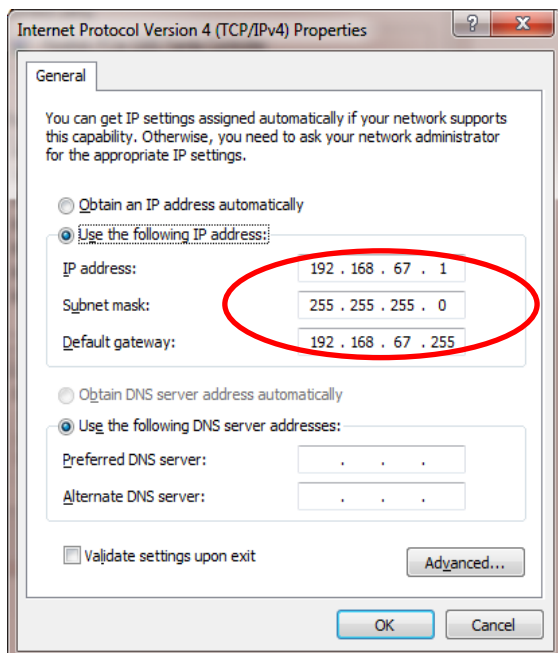 Internet Protocol Version 4 (TCP/IPv4) Properties
General
You can get IP settings assigned automatically if your network supports
this capability. Otherwise, you need to ask your network administrator
for the appropriate IP settings.
Obtain an IP address automatically
Use the following IP address:
IP address: 192 . 168 . 67 . 1
Subnet mask: 255 . 255 . 255 . 0
Default gateway: 192 . 168 . 67 . 255
Obtain DNS server address automatically
Use the following DNS server addresses:
Preferred DNS server: . . .
Alternate DNS server: . . .
Validate settings upon exit
Advanced...
OK Cancel